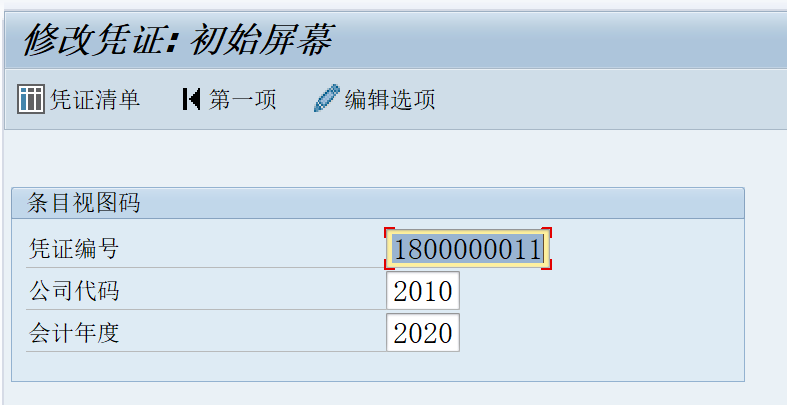 修改凭证: 初始屏幕
凭证清单 第一项 编辑选项
条目视图码
凭证编号 1800000011
公司代码 2010
会计年度 2020